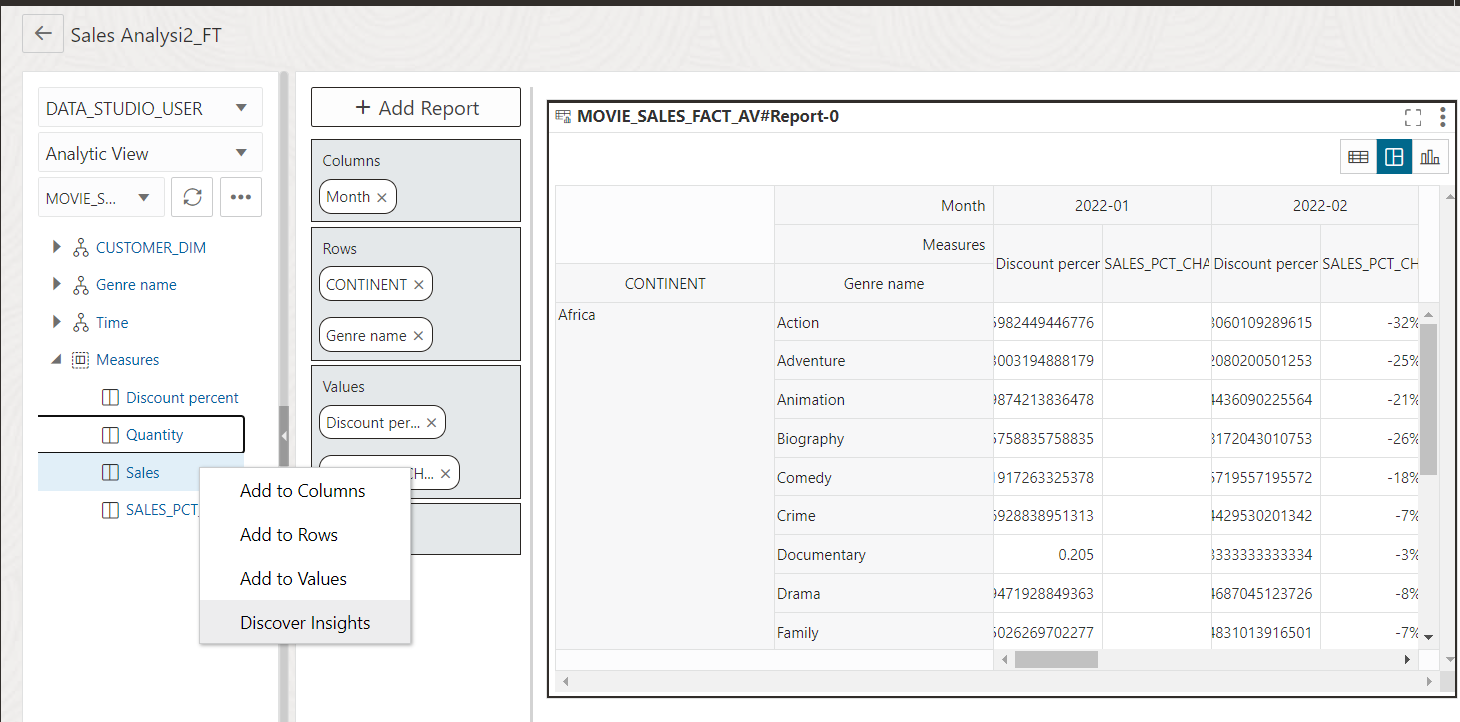 Sales Analysi2_FT
DATA_STUDIO_USER
Analytic View
MOVIE_S...
CUSTOMER_DIM
Genre name
Time
Measures
Discount percent
Quantity
Sales
SALES_PCT_
Add to Columns
Add to Rows
Add to Values
Discover Insights
+ Add Report
Columns
Month
Rows
CONTINENT
Genre name
Values
Discount per...
CH...
MOVIE_SALES_FACT_AV#Report-0
Month 2022-01 2022-02
Measures
Discount percer SALES_PCT_CHA Discount percer SALES_PCT_CH
CONTINENT Genre name
Africa
Action 5982449446776 3060109289615 -32%
Adventure 3003194888179 2080200501253 -25%
Animation 9874213836478 4436090225564 -21%
Biography 5758835758835 3172043010753 -26%
Comedy 1917263325378 5719557195572 -18%
Crime 5928838951313 4429530201342 -7%
Documentary 0.205 3333333333334 -3%
Drama 9471928849363 4687045123726 -8%
Family 5026269702277 4831013916501 -7%